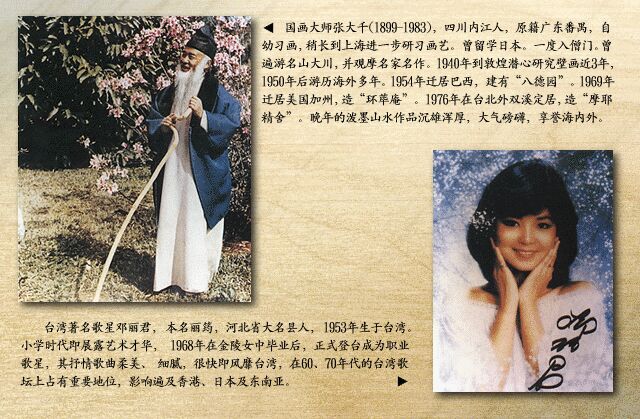 ◀ 国画大师张大千(1899-1983)，四川内江人，原籍广东番禺，自
幼习画，稍长到上海进一步研习画艺。曾留学日本。一度入僧门。曾
遍游名山大川，并观摩名家名作。1940年到敦煌潜心研究壁画近3年，
1950年后游历海外多年。1954年迁居巴西，建有“八德园”。1969年
迁居美国加州，造“环荜庵”。1976年在台北外双溪定居，造“摩耶
精舍”。晚年的泼墨山水作品沉雄浑厚，大气磅礴，享誉海内外。
台湾著名歌星邓丽君，本名丽筠，河北省大名县人，1953年生于台湾。
小学时代即展露艺术才华，1968年在金陵女中毕业后，正式登台成为职业
歌星，其抒情歌曲柔美、细腻，很快即风靡台湾，在60、70年代的台湾歌
坛上占有重要地位，影响遍及香港、日本及东南亚。 ▶